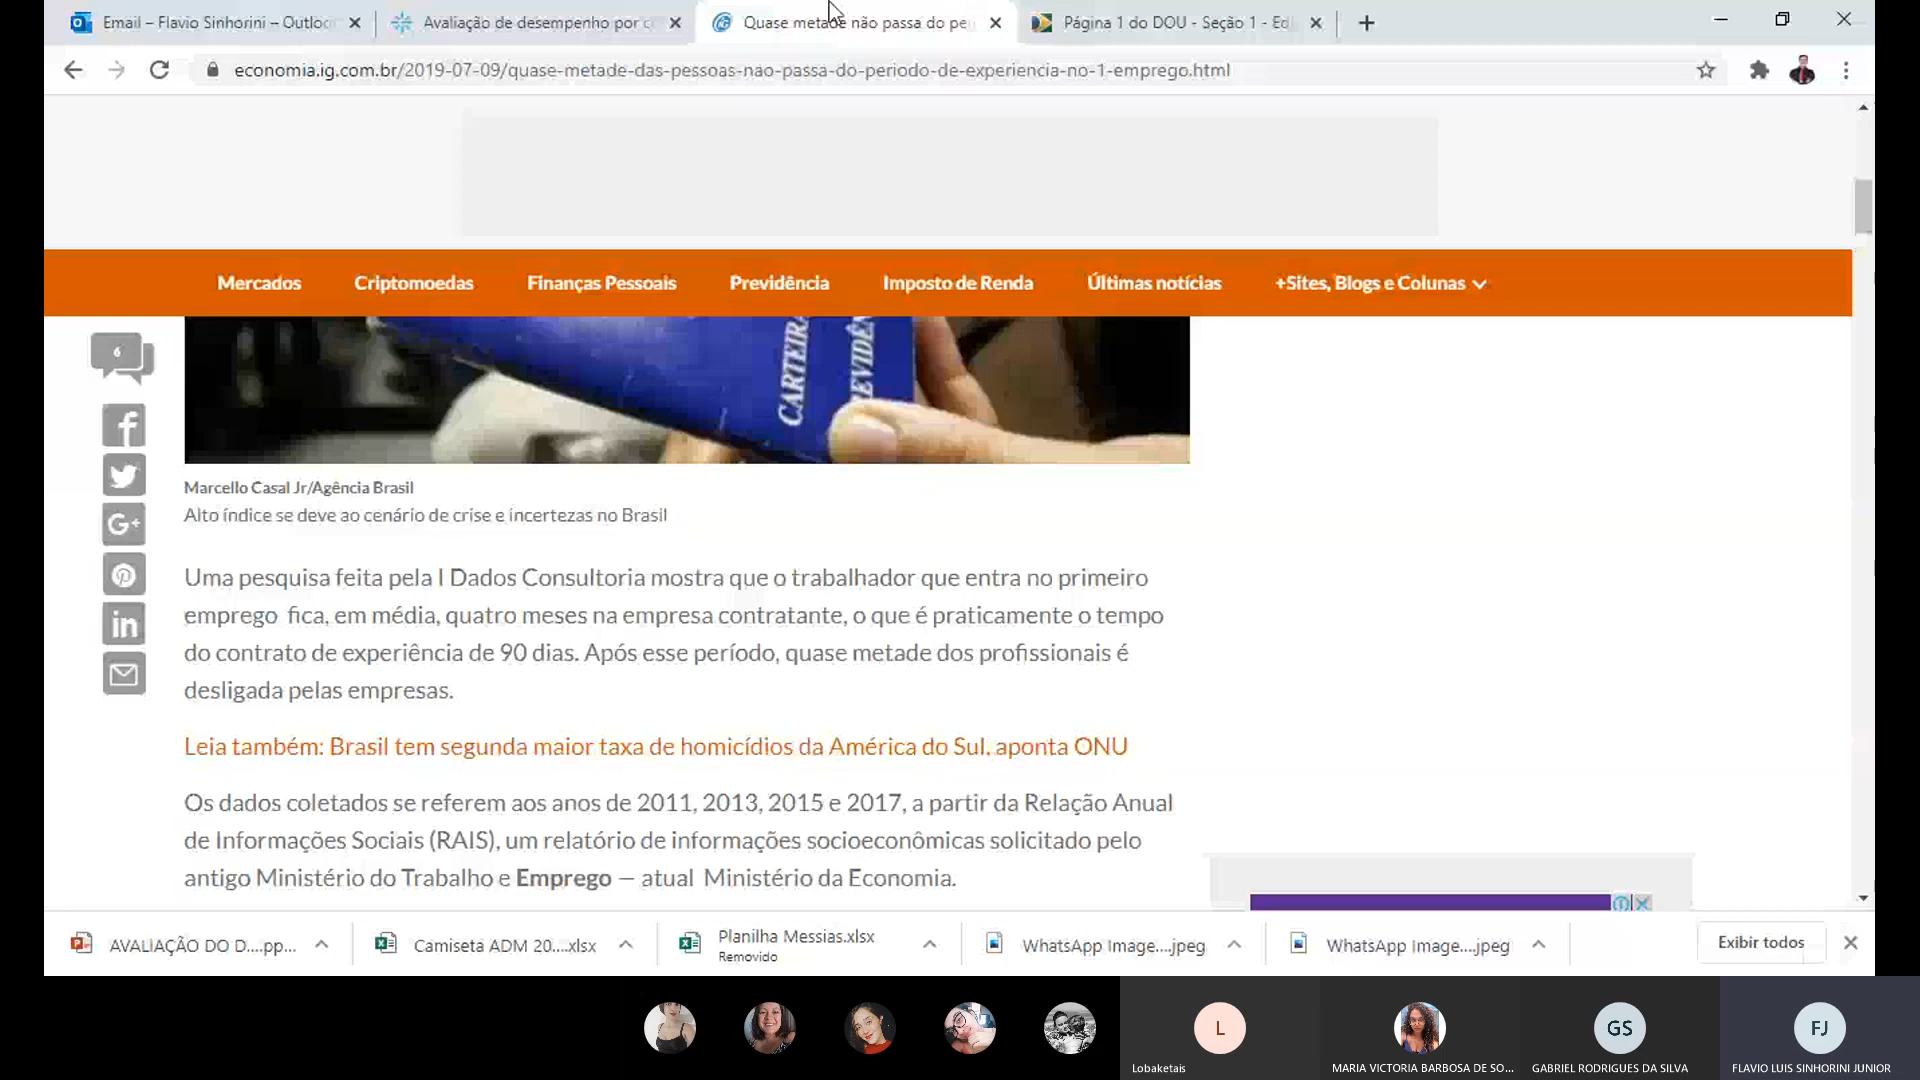 Email – Flavio Sinhorini – Outloo
Avaliação de desempenho por c
Quase metade não passa do pe
Página 1 do DOU - Seção 1 - Edi
economia.ig.com.br/2019-07-09/quase-metade-das-pessoas-nao-passa-do-periodo-de-experiencia-no-1-emprego.html
Mercados
Criptomoedas
Finanças Pessoais
Previdência
Imposto de Renda
Últimas notícias
+Sites, Blogs e Colunas
6
CARTEIRA
Marcello Casal Jr/Agência Brasil
Alto índice se deve ao cenário de crise e incertezas no Brasil
Uma pesquisa feita pela I Dados Consultoria mostra que o trabalhador que entra no primeiro
emprego fica, em média, quatro meses na empresa contratante, o que é praticamente o tempo
do contrato de experiência de 90 dias. Após esse período, quase metade dos profissionais é
desligada pelas empresas.
Leia também: Brasil tem segunda maior taxa de homicídios da América do Sul, aponta ONU
Os dados coletados se referem aos anos de 2011, 2013, 2015 e 2017, a partir da Relação Anual
de Informações Sociais (RAIS), um relatório de informações socioeconômicas solicitado pelo
antigo Ministério do Trabalho e Emprego — atual Ministério da Economia.
AVALIAÇÃO DO D....pp...
Camiseta ADM 20....xlsx
Planilha Messias.xlsx
Removido
WhatsApp Image....jpeg
WhatsApp Image....jpeg
Exibir todos
L
GS
FJ
Lobaketais
MARIA VICTORIA BARBOSA DE SO...
GABRIEL RODRIGUES DA SILVA
FLAVIO LUIS SINHORINI JUNIOR